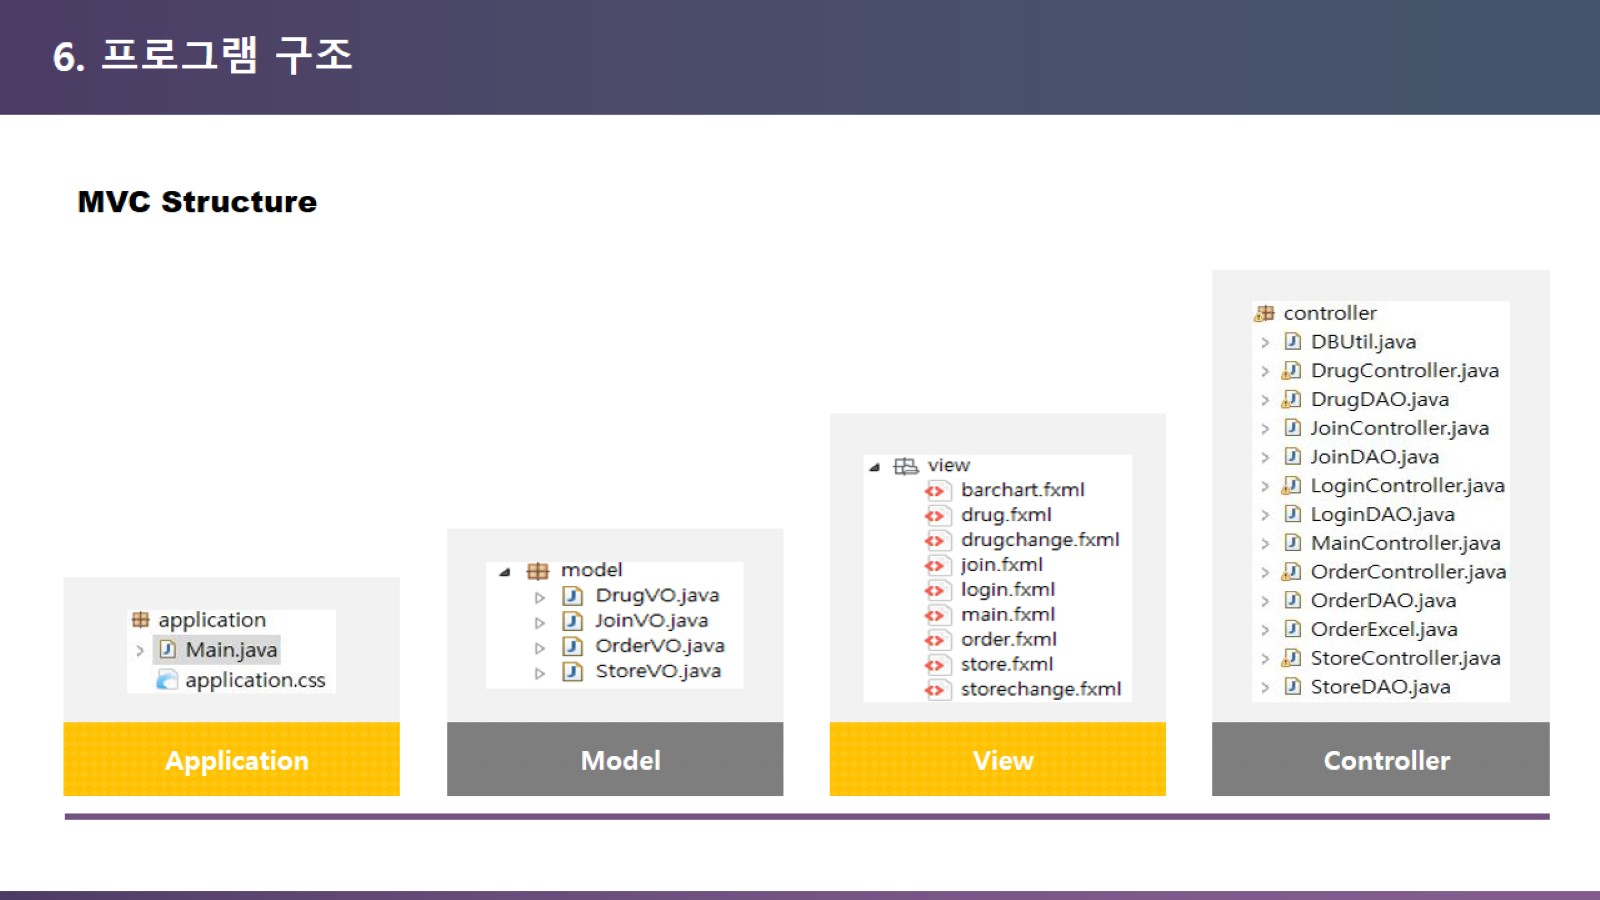 6. 프로그램 구조
MVC Structure
application
Main.java
application.css
Application
model
DrugVO.java
JoinVO.java
OrderVO.java
StoreVO.java
Model
view
barchart.fxml
drug.fxml
drugchange.fxml
join.fxml
login.fxml
main.fxml
order.fxml
store.fxml
storechange.fxml
View
controller
DBUtil.java
DrugController.java
DrugDAO.java
JoinController.java
JoinDAO.java
LoginController.java
LoginDAO.java
MainController.java
OrderController.java
OrderDAO.java
OrderExcel.java
StoreController.java
StoreDAO.java
Controller